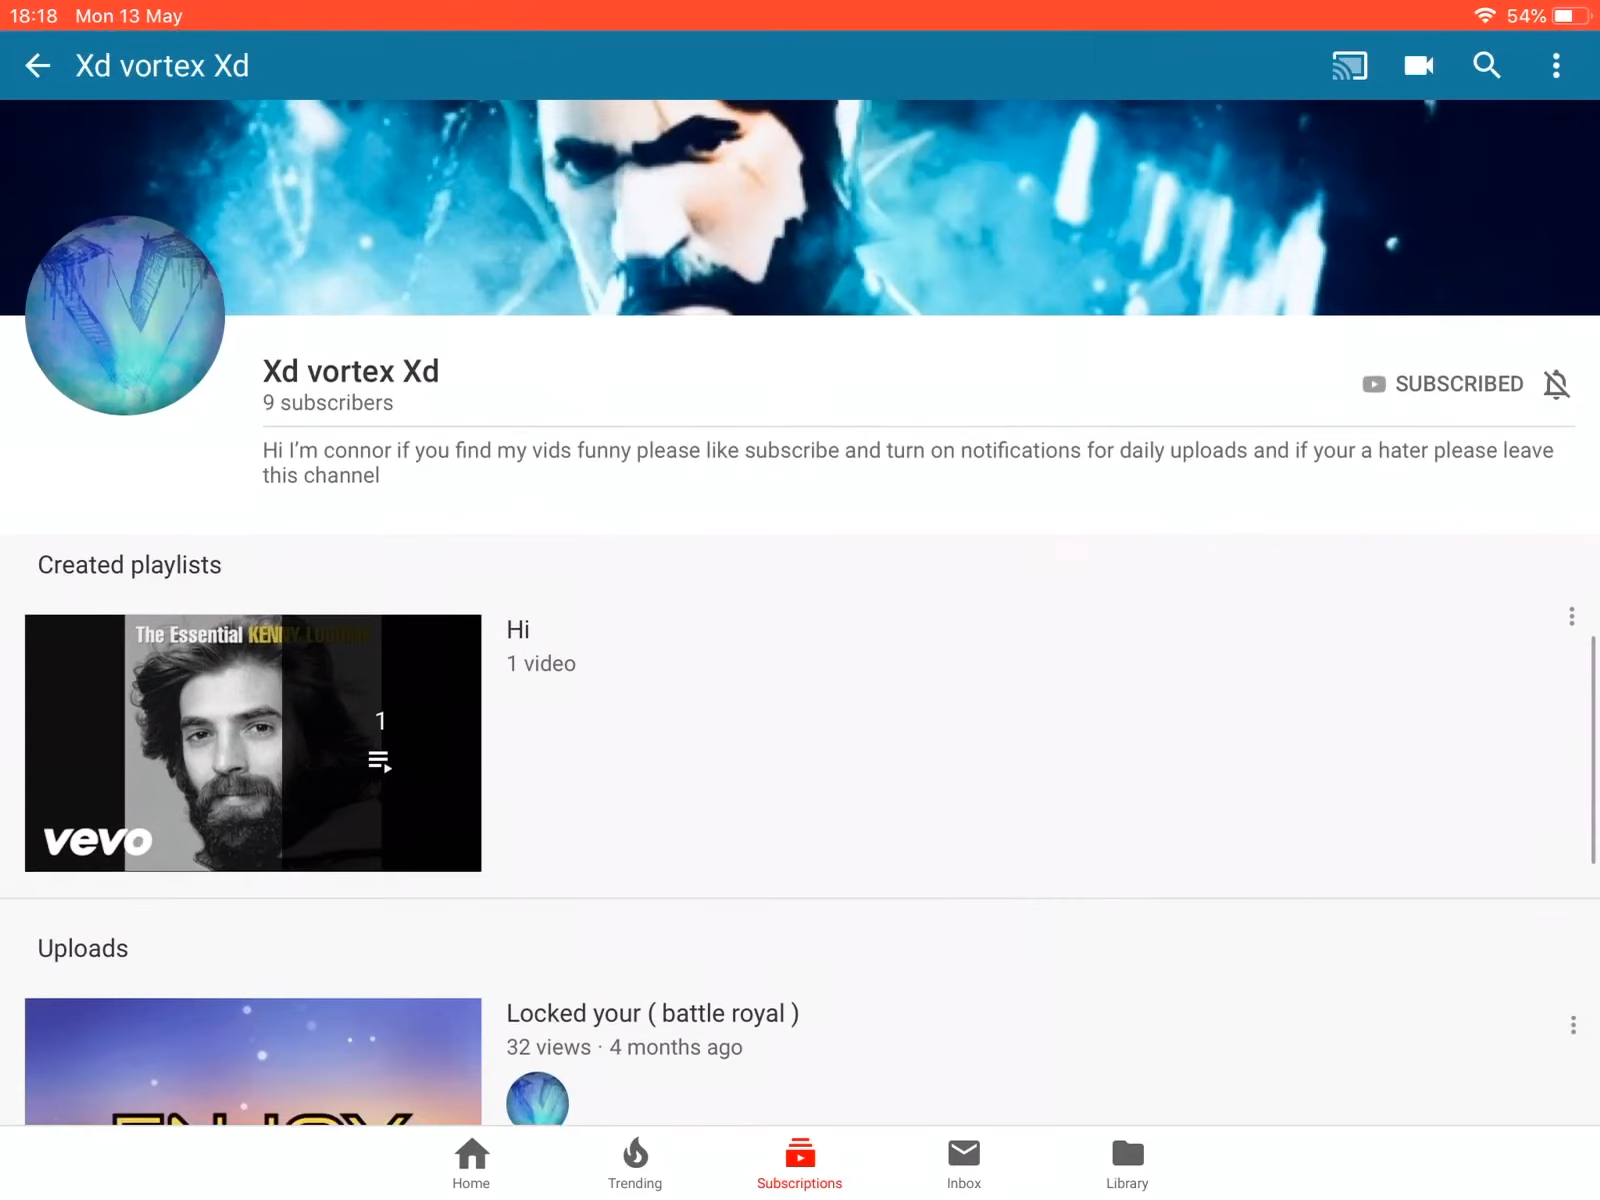 18:18 Mon 13 May
54%
Xd vortex Xd
Xd vortex Xd
9 subscribers
SUBSCRIBED
Hi I’m connor if you find my vids funny please like subscribe and turn on notifications for daily uploads and if your a hater please leave
this channel
Created playlists
The Essential KENNY LOGGINS
1
vevo
Hi
1 video
Uploads
ENJOY
Locked your ( battle royal )
32 views · 4 months ago
Home
Trending
Subscriptions
Inbox
Library